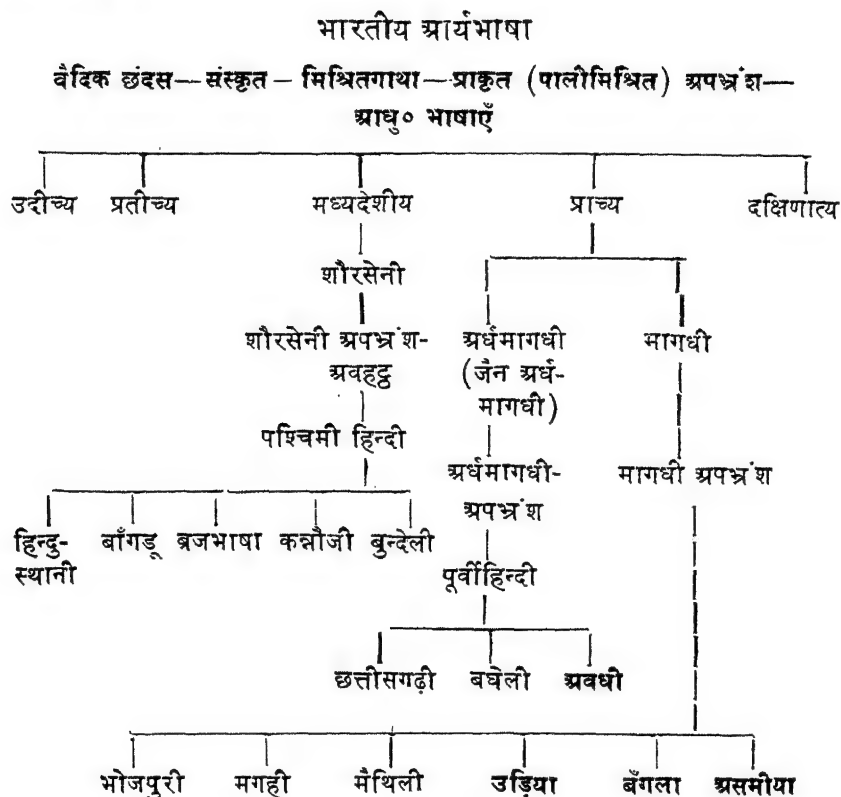 भारतीय आर्यभाषा
वैदिक छंदस—संस्कृत—मिश्रितगाथा—प्राकृत (पालीमिश्रित) अपभ्रंश—
आधु० भाषाएँ
उदीच्य प्रतीच्य मध्यदेशीय प्राच्य दक्षिणात्य
शौरसेनी
शौरसेनी अपभ्रंश- अर्धमागधी मागधी
अवहट्ठ (जैन अर्ध-
मागधी)
पश्चिमी हिन्दी
अर्धमागधी- मागधी अपभ्रंश
अपभ्रंश
हिन्दु- बाँगडू ब्रजभाषा कन्नौजी बुन्देली
स्थानी
पूर्वीहिन्दी
छत्तीसगढ़ी बघेली अवधी
भोजपुरी मगही मैथिली उड़िया बँगला असमीया